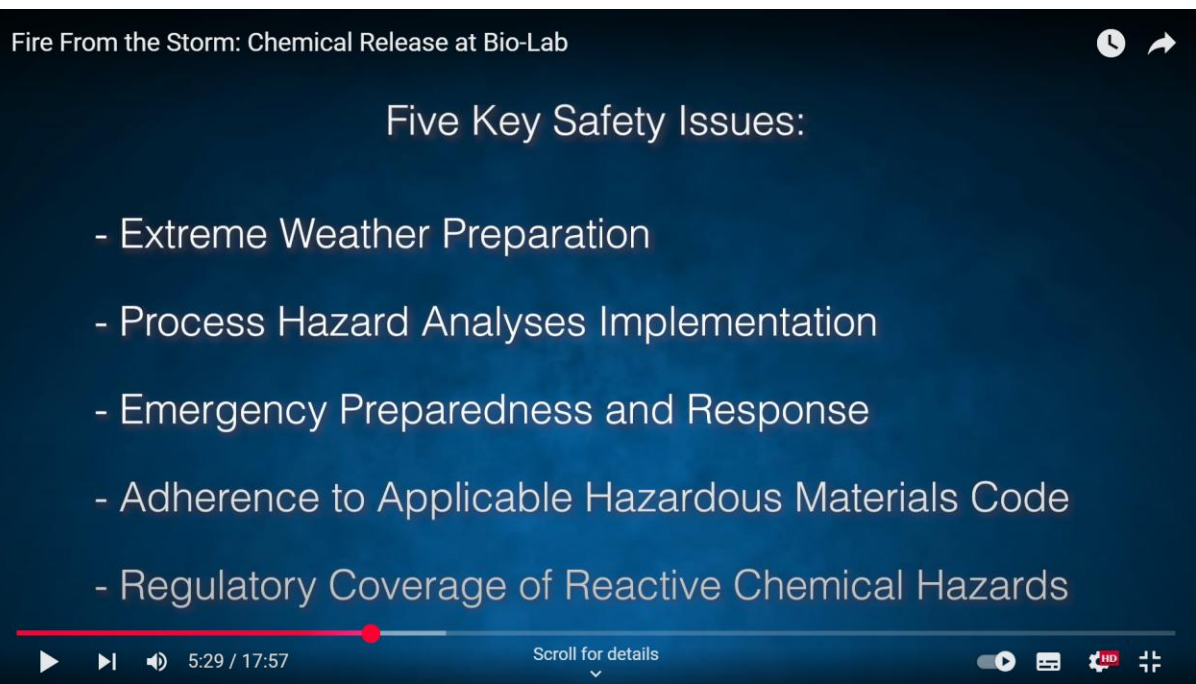 Fire From the Storm: Chemical Release at Bio-Lab
Five Key Safety Issues:
- Extreme Weather Preparation
- Process Hazard Analyses Implementation
- Emergency Preparedness and Response
- Adherence to Applicable Hazardous Materials Code
- Regulatory Coverage of Reactive Chemical Hazards
5:29 / 17:57
Scroll for details
HD